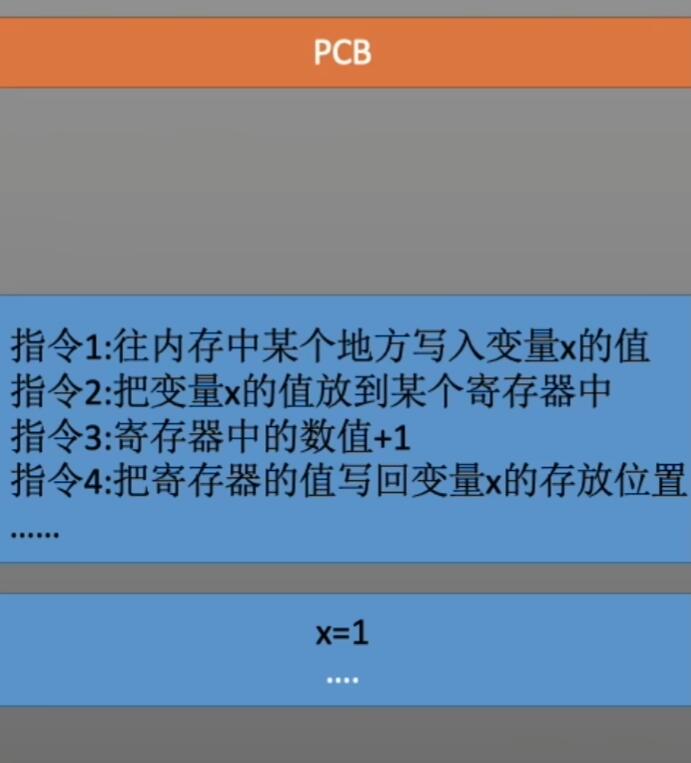 PCB
指令1:往内存中某个地方写入变量x的值
指令2:把变量x的值放到某个寄存器中
指令3:寄存器中的数值+1
指令4:把寄存器的值写回变量x的存放位置
......
x=1
....